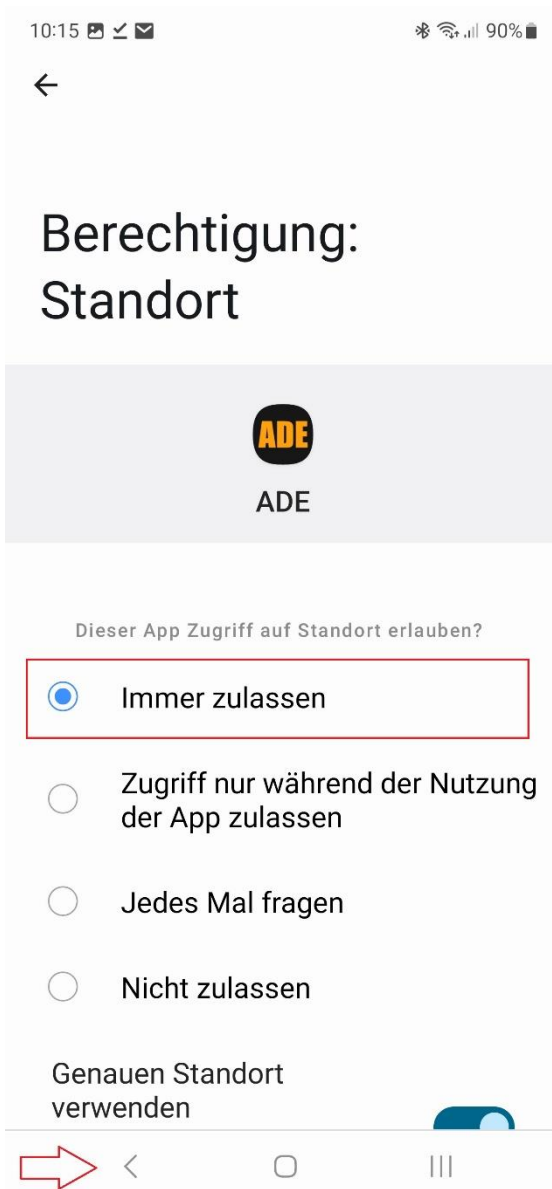 10:15 90%
Berechtigung:
Standort
ADE
ADE
Dieser App Zugriff auf Standort erlauben?
Immer zulassen
Zugriff nur während der Nutzung
der App zulassen
Jedes Mal fragen
Nicht zulassen
Genauen Standort
verwenden